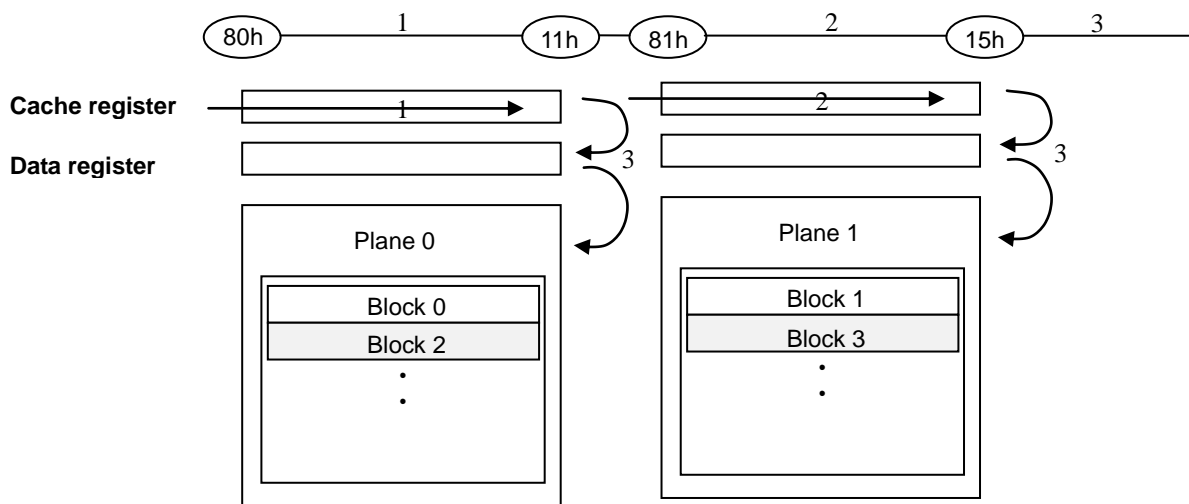 80h 1 11h 81h 2 15h 3
Cache register 1 2
3 3
Data register
Plane 0 Plane 1
Block 0 Block 1
Block 2 Block 3